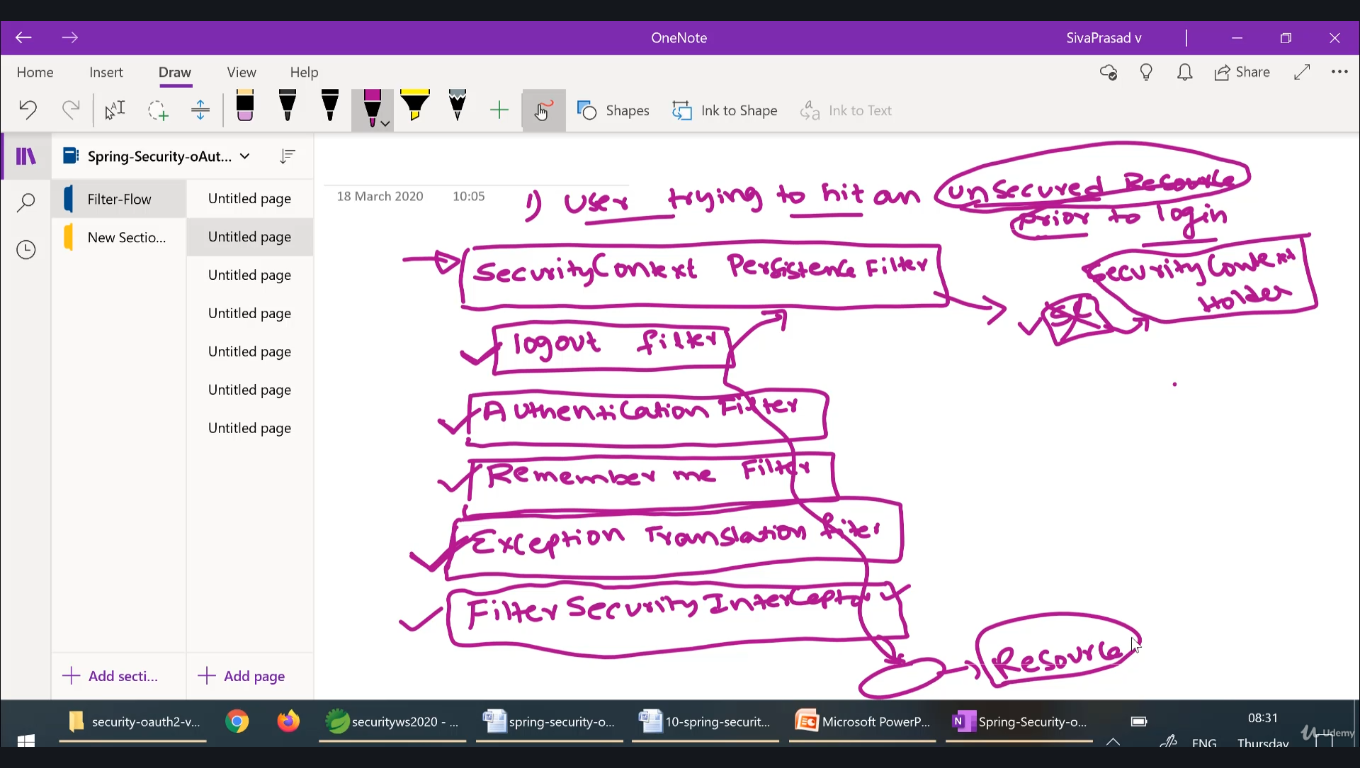 OneNote
SivaPrasad v
Home Insert Draw View Help
Share
Shapes Ink to Shape Ink to Text
Spring-Security-oAut...
Filter-Flow
New Sectio...
Untitled page
Untitled page
Untitled page
Untitled page
Untitled page
Untitled page
Untitled page
Add secti...
Add page
18 March 2020 10:05
1) User trying to hit an unsecured Resource
prior to login
SecurityContext Persistence Filter
SecurityContext
Holder
SC
logout filter
Authentication Filter
Remember me Filter
Exception Translation filter
FilterSecurityInterceptor
Resource
security-oauth2-v...
securityws2020 - ...
spring-security-o...
10-spring-securit...
Microsoft PowerP...
Spring-Security-o...
08:31
ENG
Thursday
Udemy